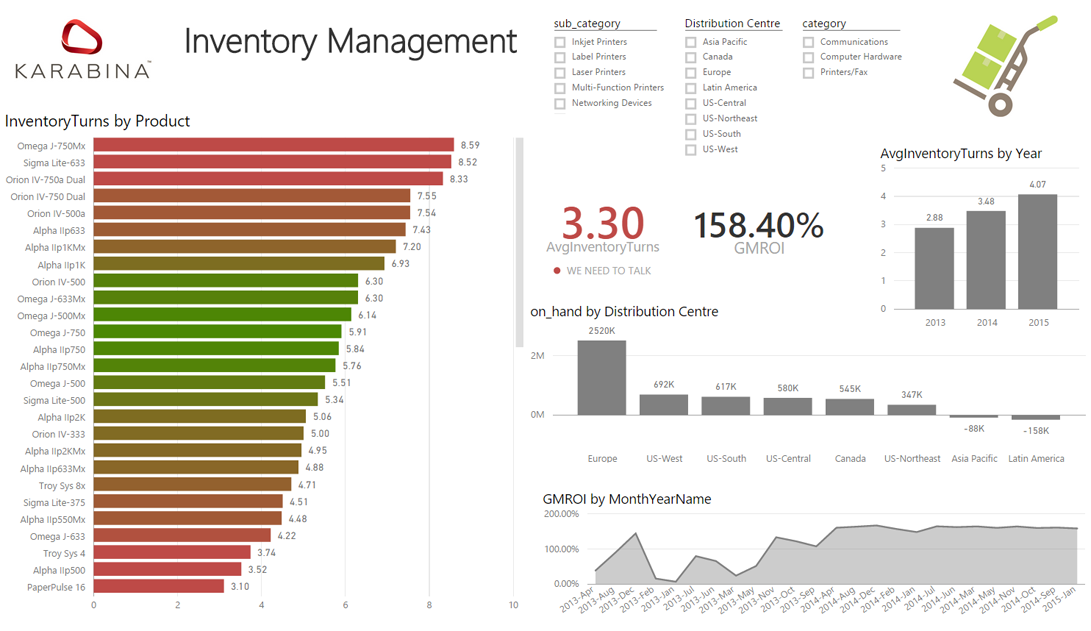 KARABINA™
Inventory Management
sub_category
Inkjet Printers
Label Printers
Laser Printers
Multi-Function Printers
Networking Devices
Distribution Centre
Asia Pacific
Canada
Europe
Latin America
US-Central
US-Northeast
US-South
US-West
category
Communications
Computer Hardware
Printers/Fax
InventoryTurns by Product
Omega J-750Mx 8.59
Sigma Lite-633 8.52
Orion IV-750a Dual 8.33
Orion IV-750 Dual 7.55
Orion IV-500a 7.54
Alpha IIp633 7.43
Alpha IIp1KMx 7.20
Alpha IIp1K 6.93
Orion IV-500 6.30
Omega J-633Mx 6.30
Omega J-500Mx 6.14
Omega J-750 5.91
Alpha IIp750 5.84
Alpha IIp750Mx 5.76
Omega J-500 5.51
Sigma Lite-500 5.34
Alpha IIp2K 5.06
Orion IV-333 5.00
Alpha IIp2KMx 4.95
Alpha IIp633Mx 4.88
Troy Sys 8x 4.71
Sigma Lite-375 4.51
Alpha IIp550Mx 4.48
Omega J-633 4.22
Troy Sys 4 3.74
Alpha IIp500 3.52
PaperPulse 16 3.10
0 2 4 6 8 10
3.30
AvgInventoryTurns
WE NEED TO TALK
158.40%
GMROI
AvgInventoryTurns by Year
5
4
3
2
1
0
2.88 3.48 4.07
2013 2014 2015
on_hand by Distribution Centre
2M
0M
2520K 692K 617K 580K 545K 347K -88K -158K
Europe US-West US-South US-Central Canada US-Northeast Asia Pacific Latin America
GMROI by MonthYearName
200.00%
100.00%
0.00%
2013-Apr 2013-Aug 2013-Dec 2013-Feb 2013-Jan 2013-Jul 2013-Jun 2013-Mar 2013-May 2013-Nov 2013-Oct 2013-Sep 2014-Apr 2014-Aug 2014-Dec 2014-Feb 2014-Jan 2014-Jul 2014-Jun 2014-Mar 2014-May 2014-Nov 2014-Oct 2014-Sep 2015-Jan